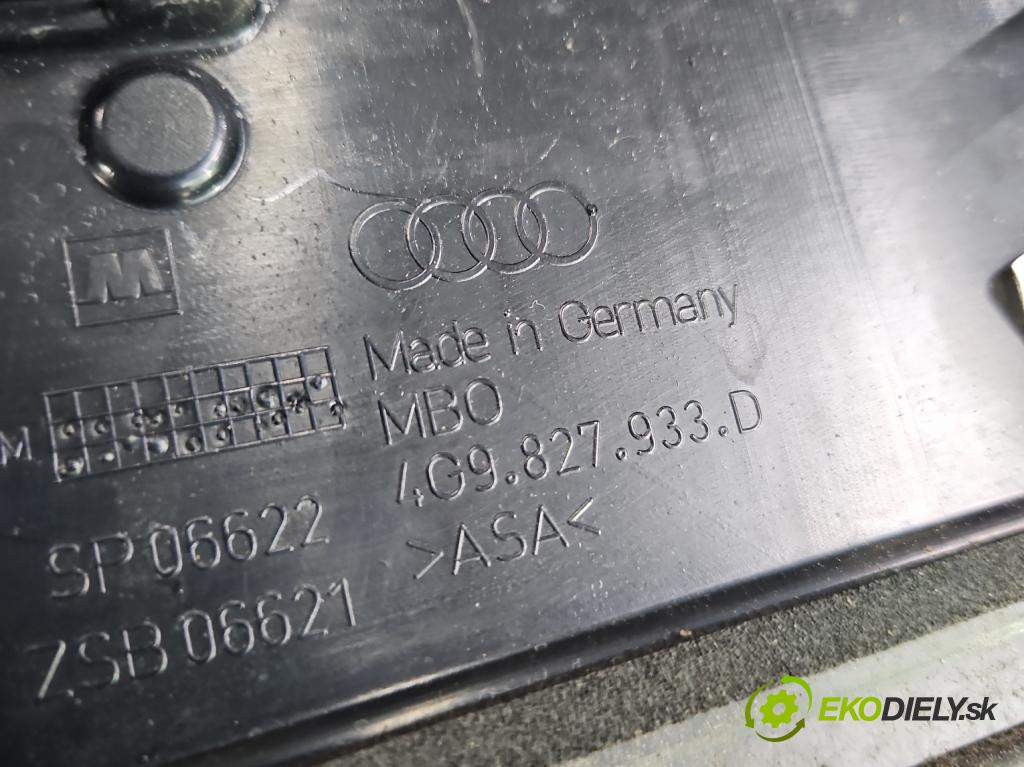 M
Made in Germany
MBO
M
4G9.827.933.D
SP 06622
>ASA<
ZSB 06621
EKODIELY.sk